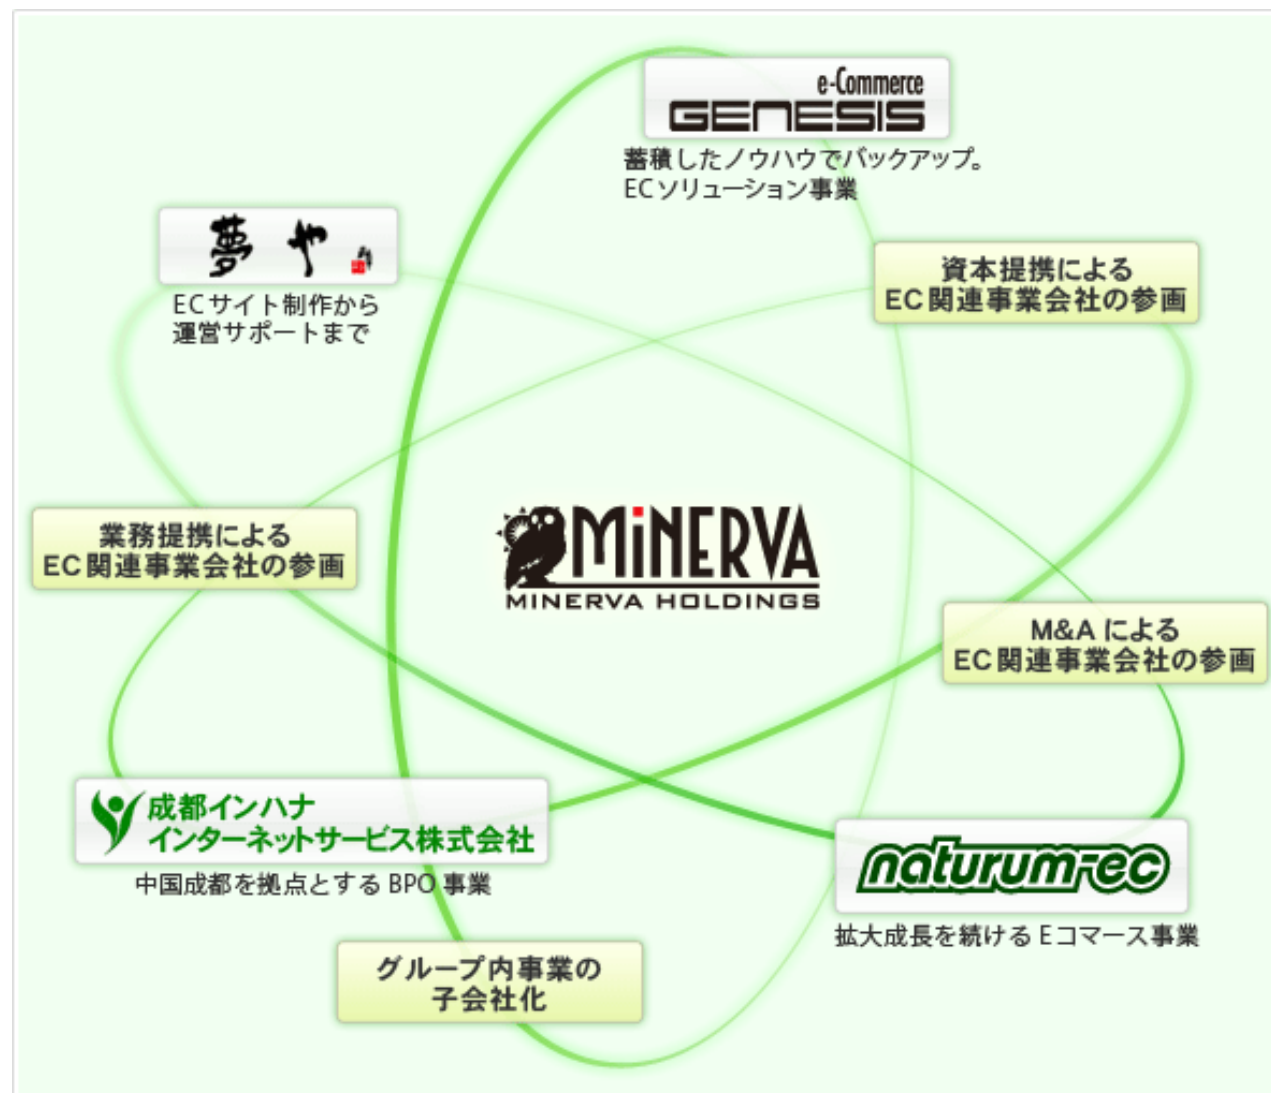 e-Commerce
GENESIS
蓄積したノウハウでバックアップ。
ECソリューション事業
夢や
ECサイト制作から
運営サポートまで
資本提携による
EC関連事業会社の参画
業務提携による
EC関連事業会社の参画
MiNERVA
MINERVA HOLDINGS
M&Aによる
EC関連事業会社の参画
成都インハナ
インターネットサービス株式会社
中国成都を拠点とするBPO事業
naturum-ec
拡大成長を続けるEコマース事業
グループ内事業の
子会社化